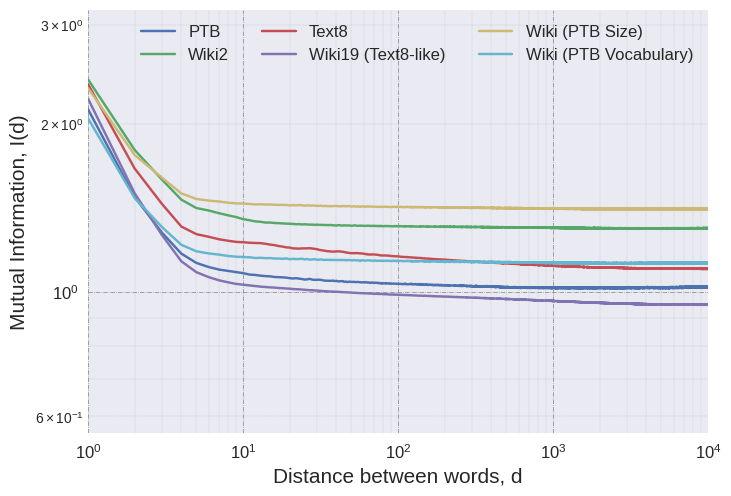 PTB
Text8
Wiki (PTB Size)
Wiki2
Wiki19 (Text8-like)
Wiki (PTB Vocabulary)
3 × 10⁰
2 × 10⁰
10⁰
6 × 10⁻¹
Mutual Information, I(d)
10⁰
10¹
10²
10³
10⁴
Distance between words, d